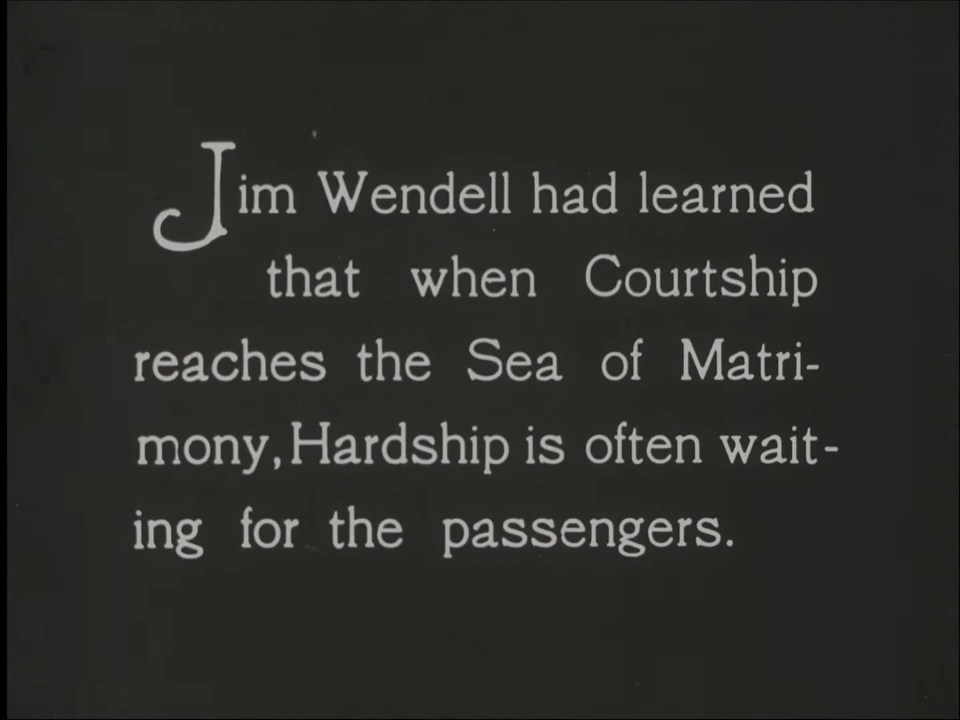 Jim Wendell had learned
that when Courtship
reaches the Sea of Matri-
mony, Hardship is often wait-
ing for the passengers.